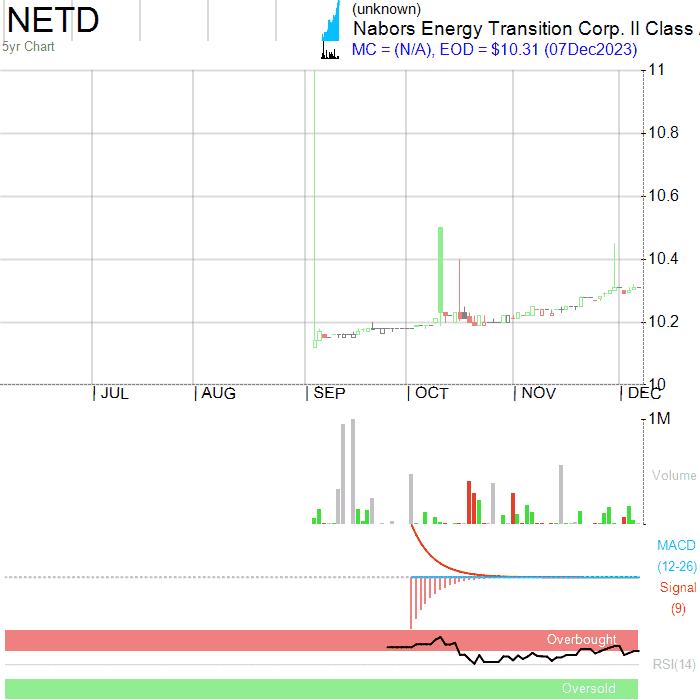 NETD
(unknown)
Nabors Energy Transition Corp. II Class
5yr Chart
MC = (N/A), EOD = $10.31 (07Dec2023)
11
10.8
10.6
10.4
10.2
10
JUL
AUG
SEP
OCT
NOV
DEC
1M
Volume
MACD
(12-26)
Signal
(9)
Overbought
RSI(14)
Oversold